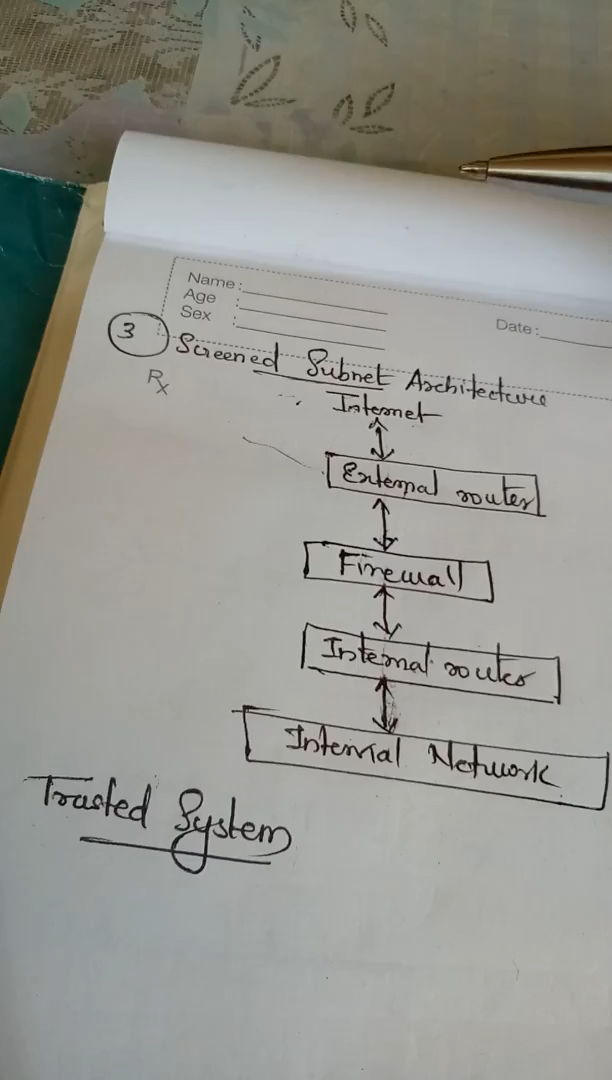 Name:
Age :
Sex :
Date:
3 Screened Subnet Architecture
Rx
Internet
External router
Firewall
Internal router
Internal Network
Trusted System